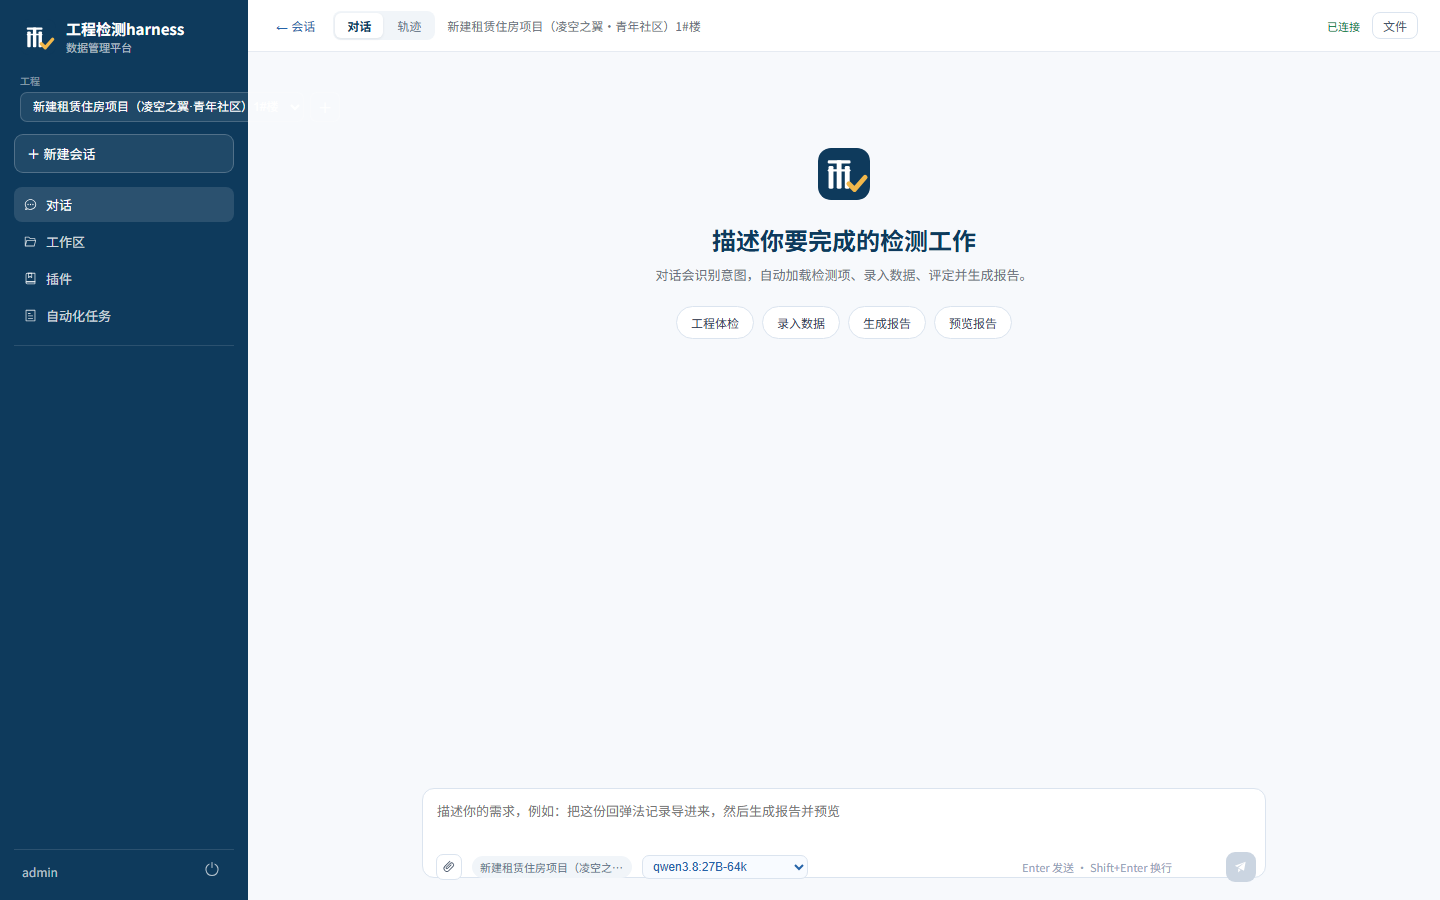 工程检测harness
数据管理平台
工程
新建租赁住房项目（凌空之翼·青年社区）
+ 新建会话
对话
工作区
插件
自动化任务
admin
← 会话
对话
轨迹
新建租赁住房项目（凌空之翼·青年社区）1#楼
已连接
文件
描述你要完成的检测工作
对话会识别意图，自动加载检测项、录入数据、评定并生成报告。
工程体检
录入数据
生成报告
预览报告
描述你的需求，例如：把这份回弹法记录导进来，然后生成报告并预览
新建租赁住房项目（凌空之…
qwen3.8:27B-64k
Enter 发送 · Shift+Enter 换行